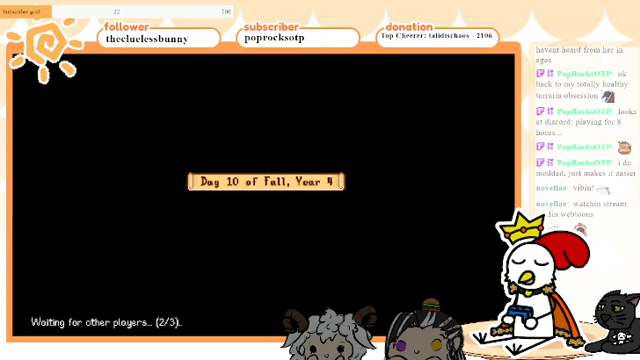 Subscriber goal
22
100
follower
subscriber
donation
thecluelessbunny
poprocksotp
Top Cheerer: talidischaos - 2106
havent heard from her in
ages
PopRocksOTP: ok
back to my totally healthy
terraria obsession
PopRocksOTP: looks
at discord: playing for 8
hours...
PopRocksOTP:
PopRocksOTP: i do
modded, just makes it easier
novellas: vibin!
novellas: watchin stream
webtoons
Day 10 of Fall, Year 4
Waiting for other players... (2/3)..